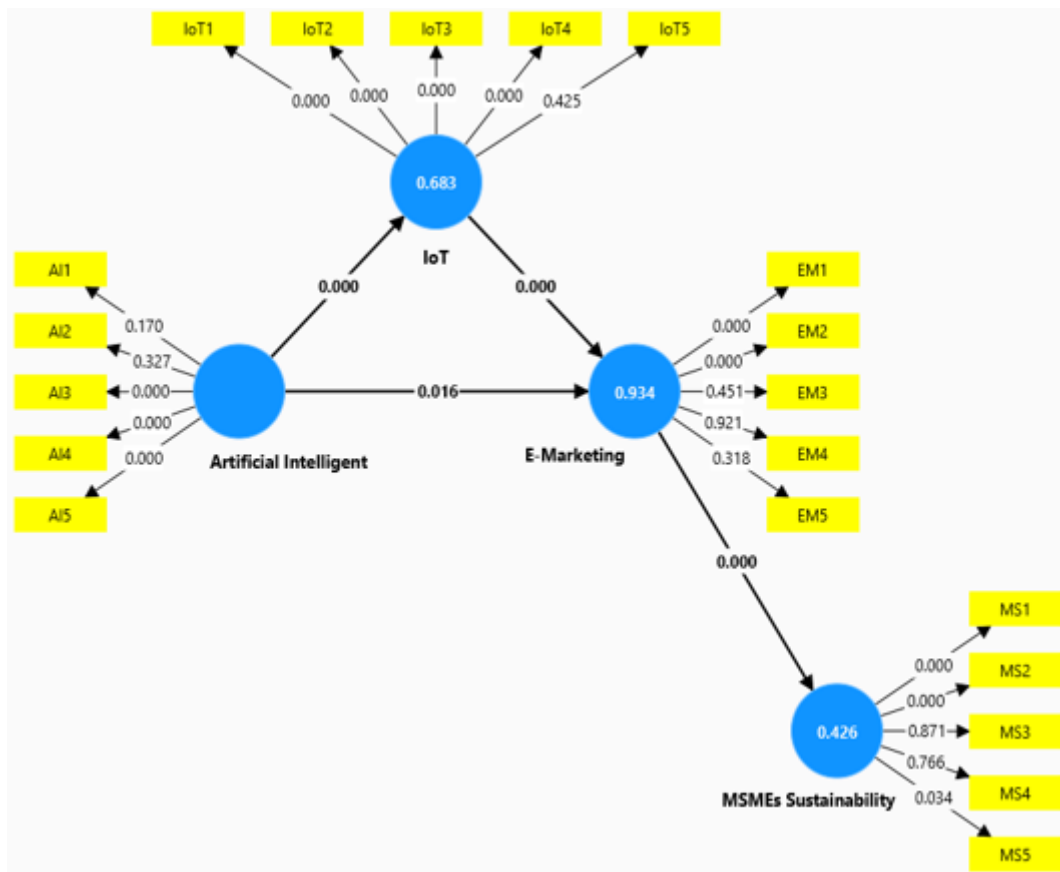 IoT1 IoT2 IoT3 IoT4 IoT5
0.000 0.000 0.000 0.000 0.425
0.683
IoT
0.000 0.000
AI1
AI2
AI3
AI4
AI5
0.170
0.327
0.000
0.000
0.000
Artificial Intelligent
0.016
0.934
E-Marketing
0.000
0.000
0.451
0.921
0.318
EM1
EM2
EM3
EM4
EM5
0.000
0.426
MSMEs Sustainability
0.000
0.000
0.871
0.766
0.034
MS1
MS2
MS3
MS4
MS5